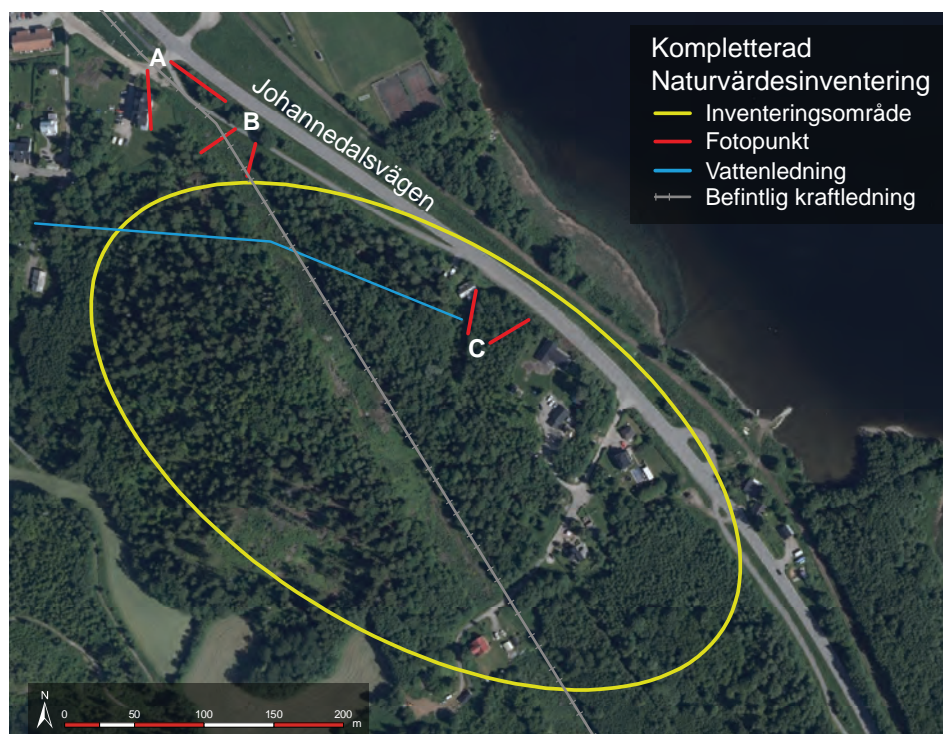 Kompletterad
Naturvärdesinventering
Inventeringsområde
Fotopunkt
Vattenledning
Befintlig kraftledning
A
B
Johannedalsvägen
C
N
0 50 100 150 200
m